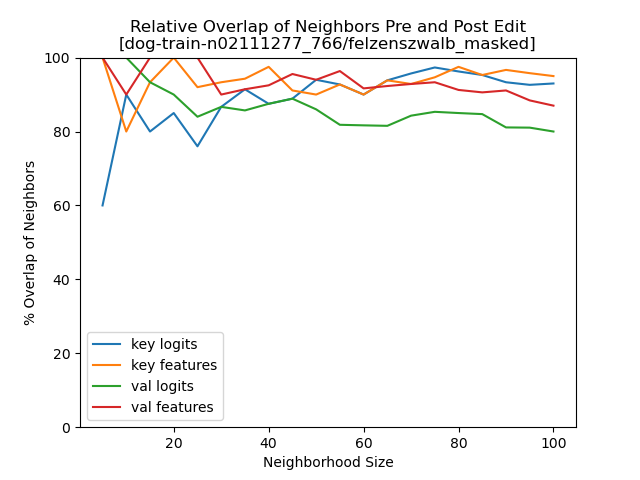 Relative Overlap of Neighbors Pre and Post Edit
[dog-train-n02111277_766/felzenszwalb_masked]
% Overlap of Neighbors
100
80
60
40
20
0
key logits
key features
val logits
val features
20 40 60 80 100
Neighborhood Size